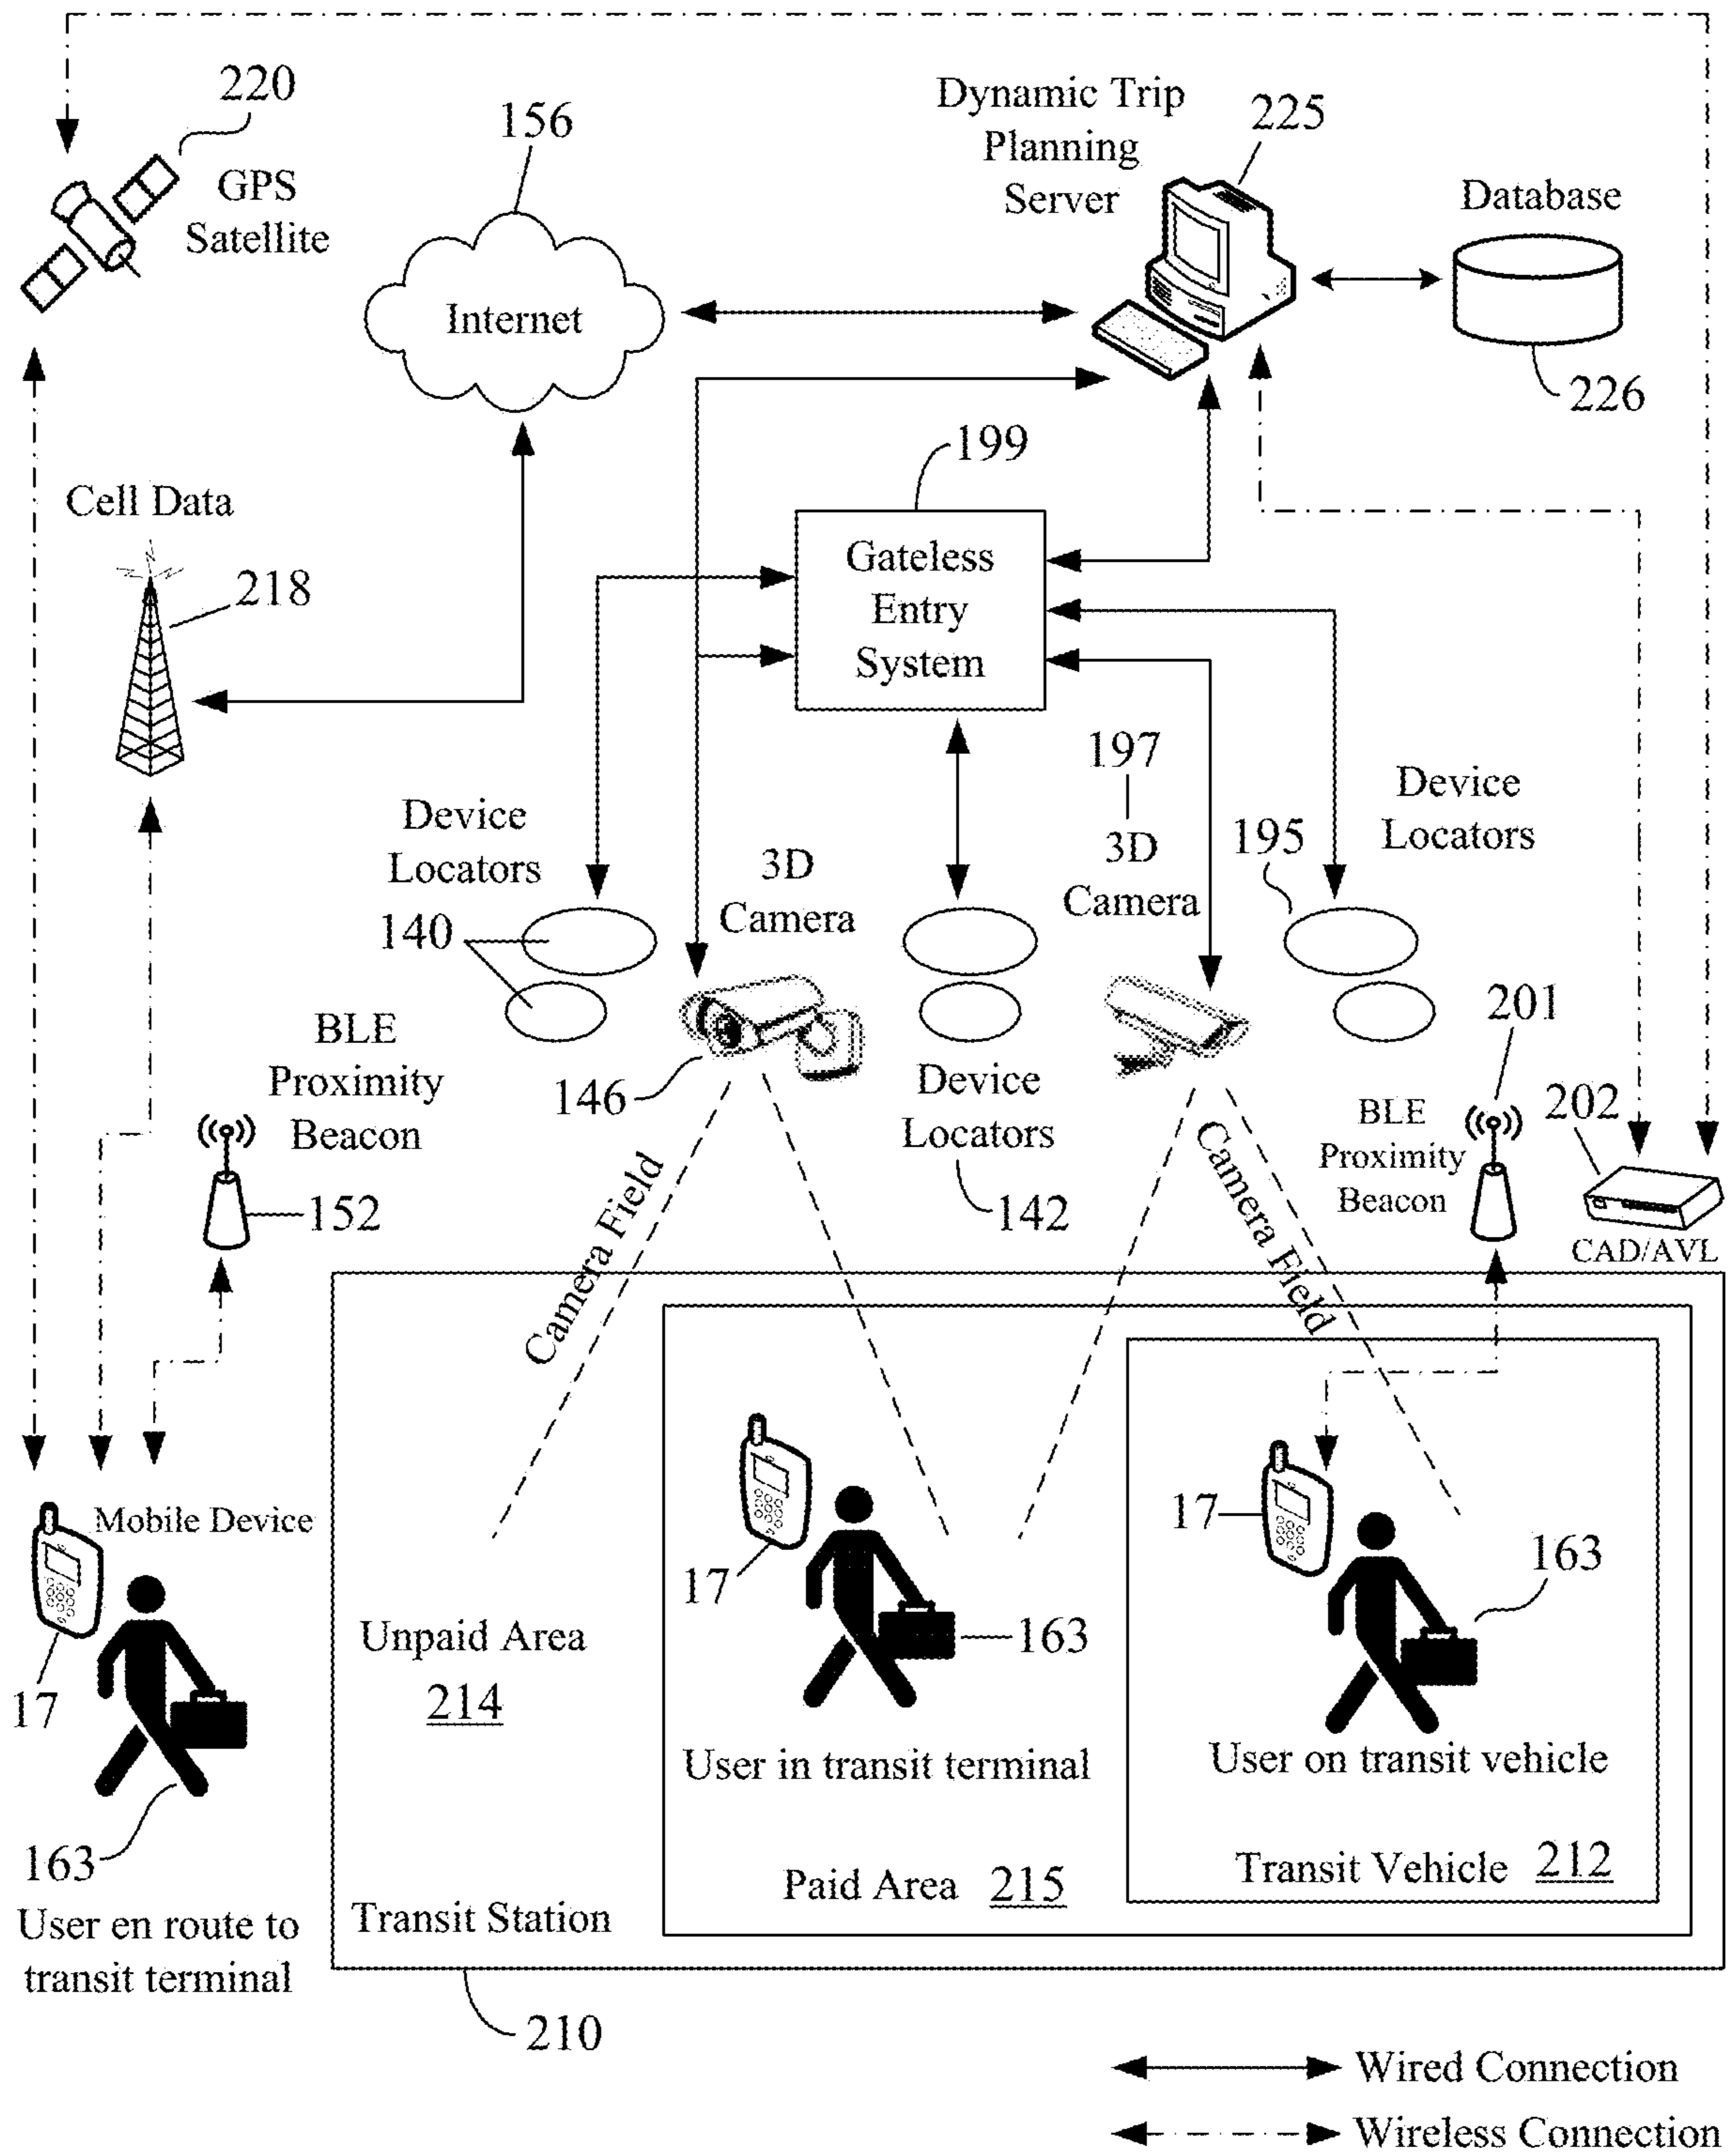 220
GPS
Satellite
156
Internet
Dynamic Trip
Planning
Server
225
Database
226
199
Gateless
Entry
System
Cell Data
218
Device
Locators
140
3D
Camera
146
197
3D
Camera
Device
Locators
195
Device
Locators
142
BLE
Proximity
Beacon
152
201
BLE
Proximity
Beacon
202
CAD/AVL
Camera Field
Camera Field
Mobile Device
17
163
User en route to
transit terminal
Unpaid Area
214
17
163
User in transit terminal
17
163
User on transit vehicle
Transit Vehicle 212
Paid Area 215
Transit Station
210
Wired Connection
Wireless Connection